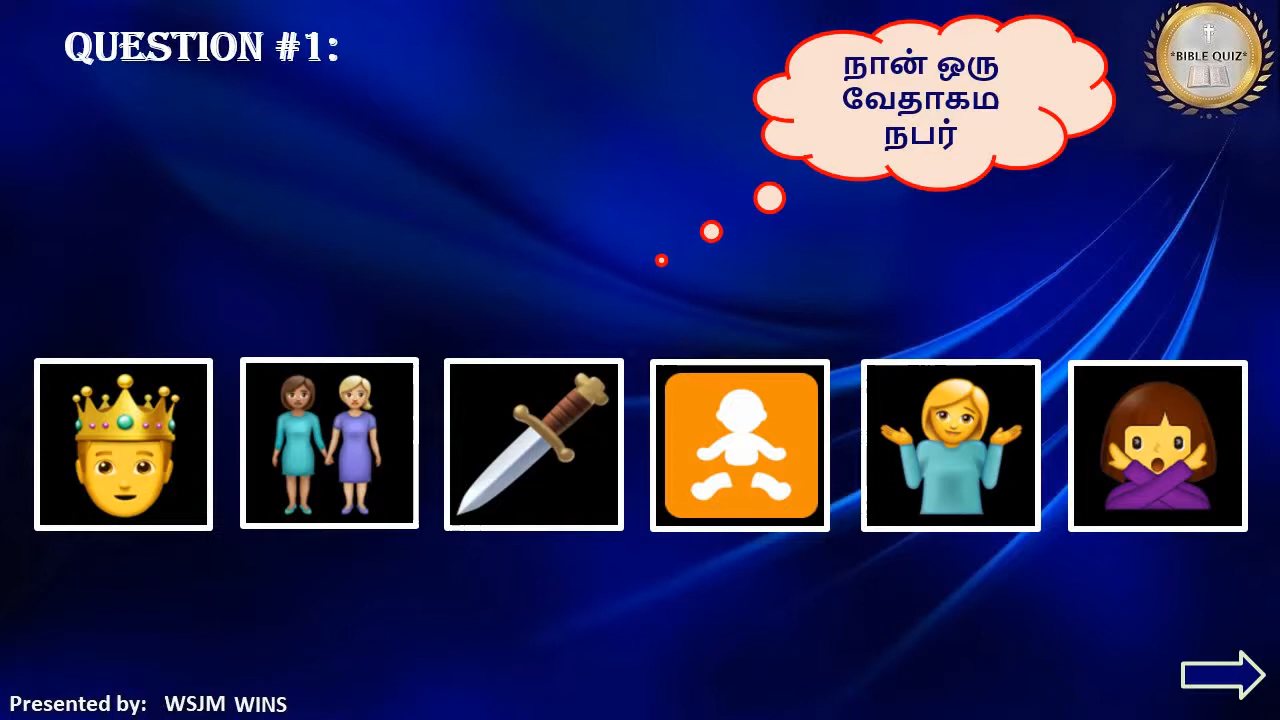 QUESTION #1:
நான் ஒரு
வேதாகம
நபர்
*BIBLE QUIZ*
Presented by: WSJM WINS